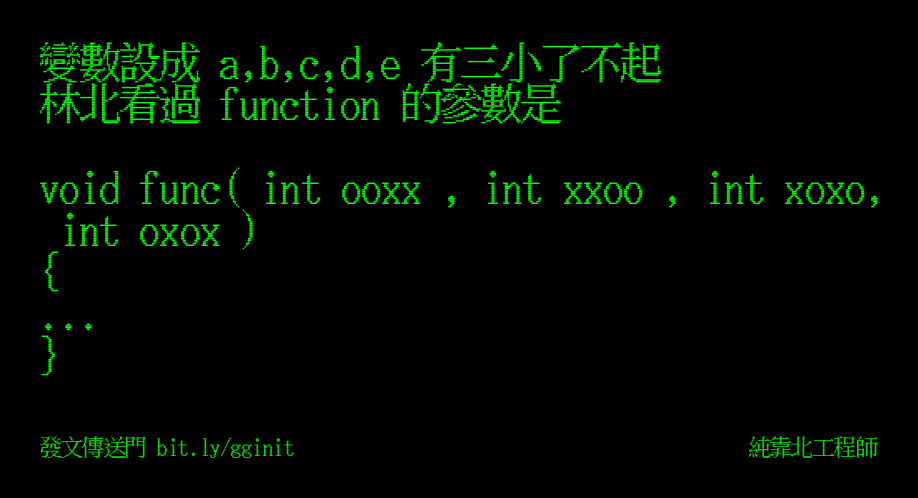 變數設成 a,b,c,d,e 有三小了不起
林北看過 function 的參數是
void func( int ooxx , int xxoo , int xoxo,
int oxox )
{
...
}
發文傳送門 bit.ly/gginit
純靠北工程師